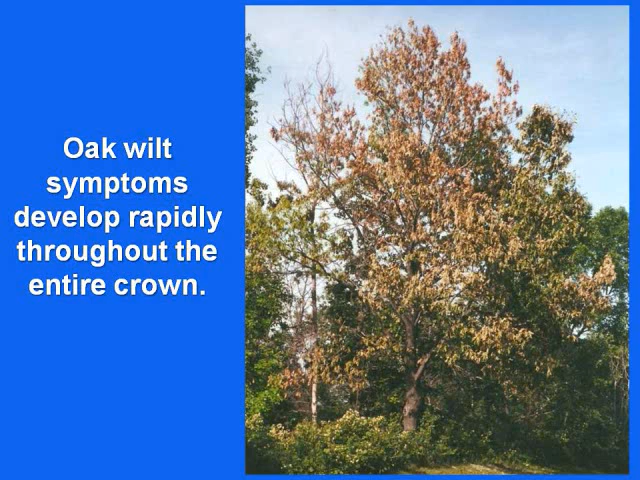 Oak wilt
symptoms
develop rapidly
throughout the
entire crown.